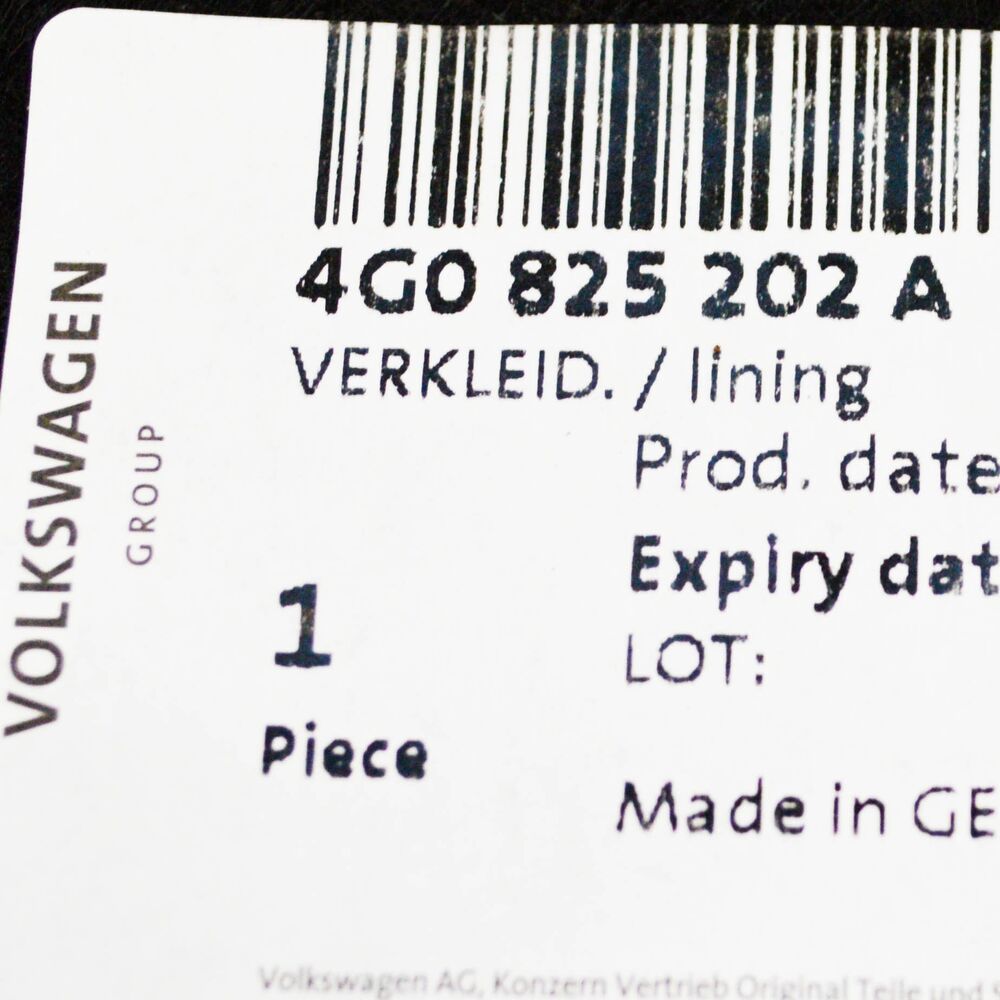 VOLKSWAGEN
GROUP
4G0 825 202 A
VERKLEID. / lining
Prod. date
Expiry dat
LOT:
1
Piece
Made in GE
Volkswagen AG, Konzern Vertrieb Original Teile und